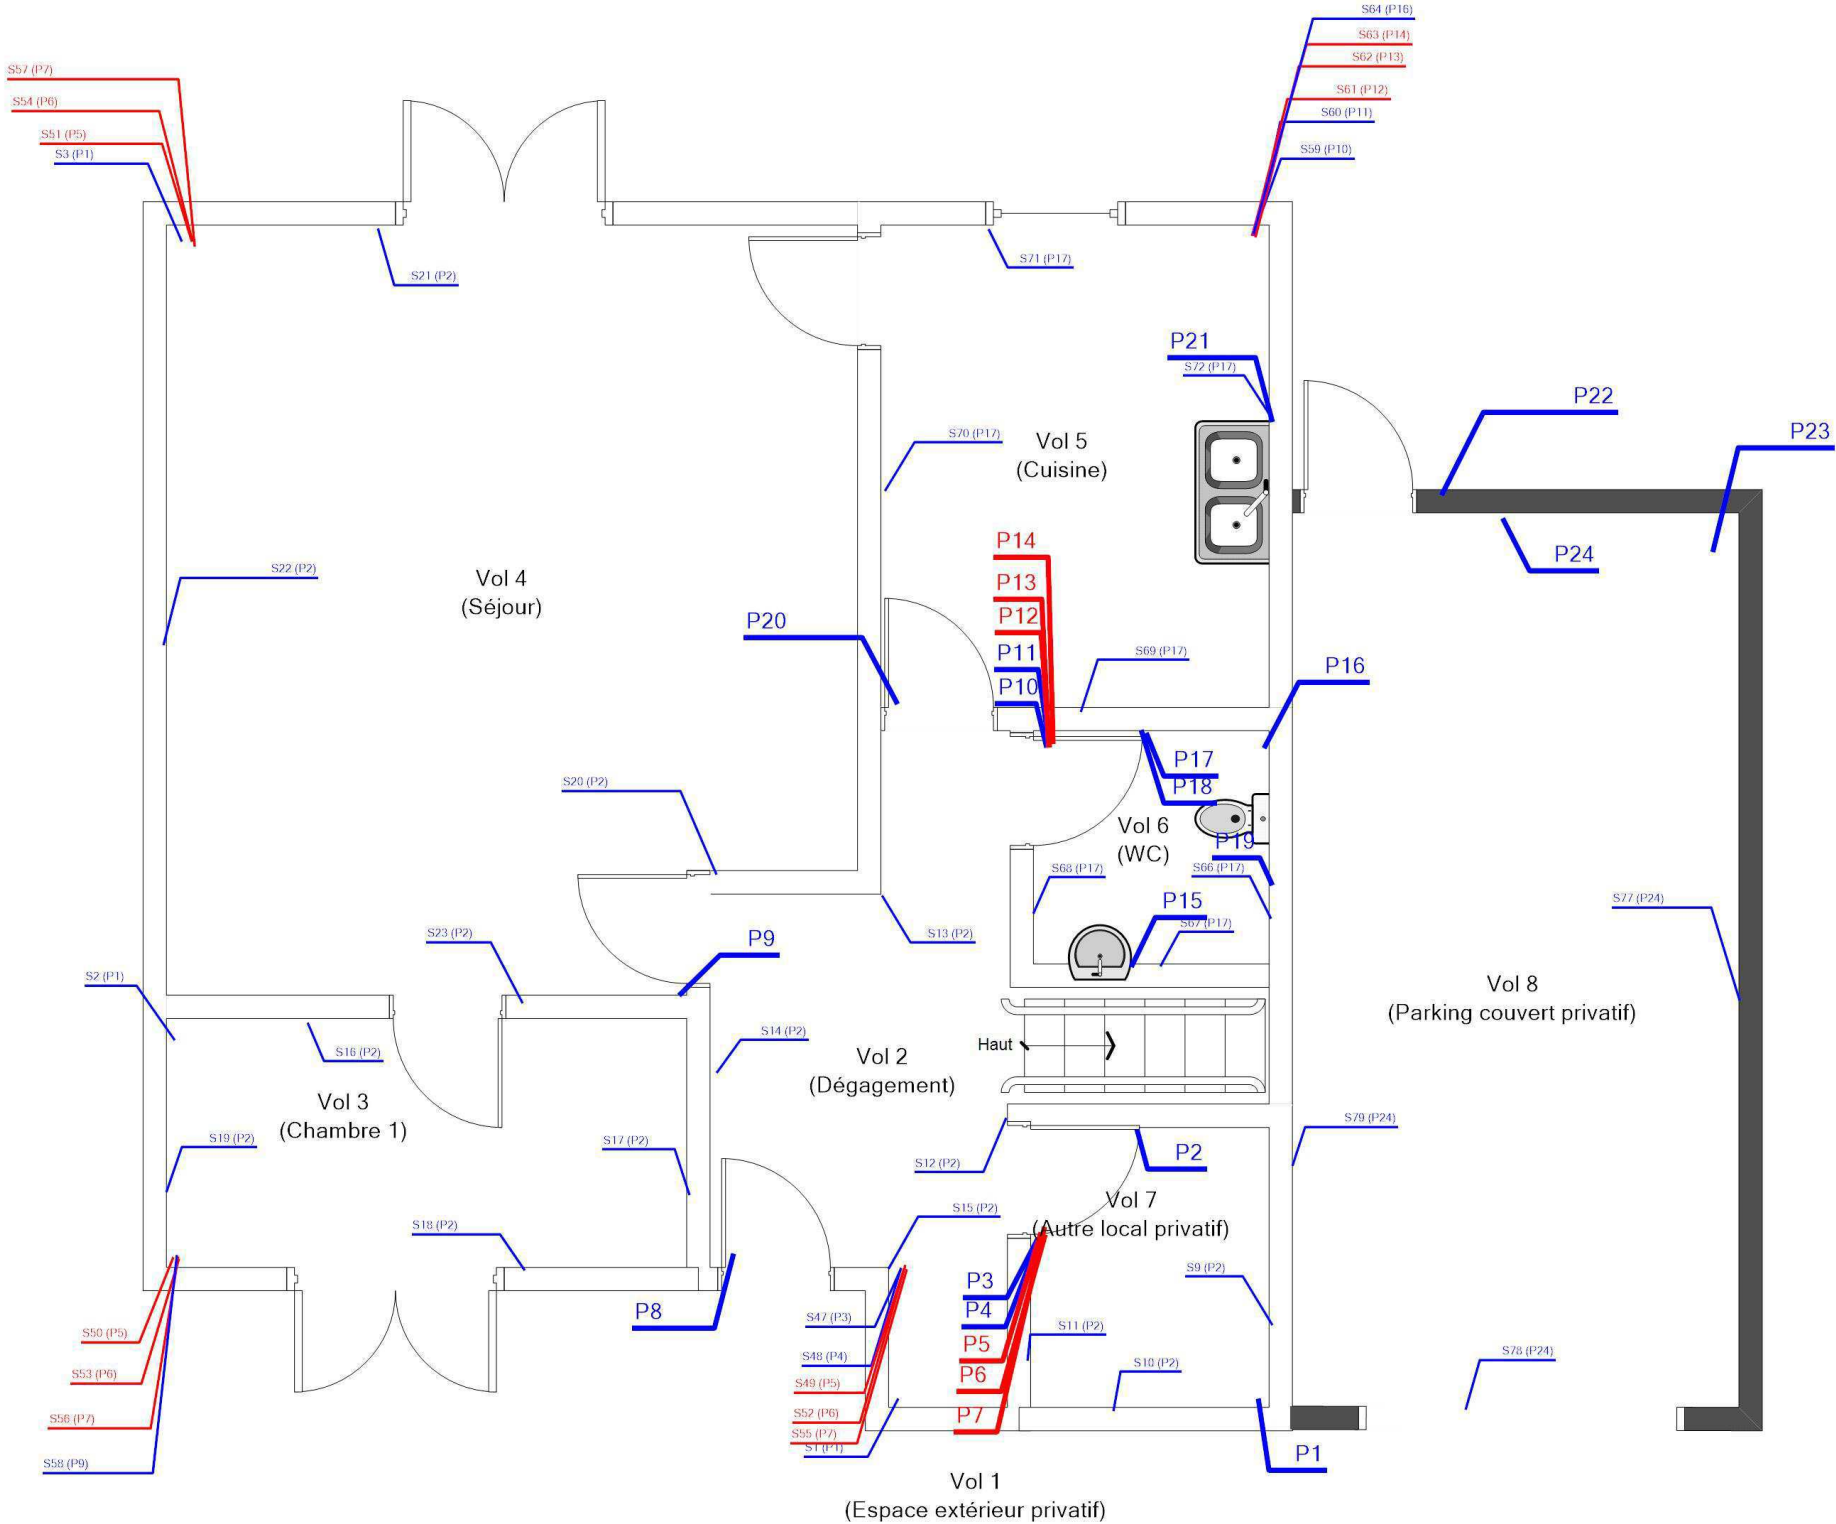 S64 (P16)
S63 (P14)
S62 (P13)
S57 (P7)
S61 (P12)
S54 (P6)
S60 (P11)
S51 (P5)
S3 (P1)
S59 (P10)
S71 (P17)
S21 (P2)
P21
S72 (P17)
P22
P23
S70 (P17)
Vol 5
(Cuisine)
P14
P24
S22 (P2)
Vol 4
(Séjour)
P13
P12
P20
P11
S69 (P17)
P16
P10
P17
S20 (P2)
P18
Vol 6
(WC)
P19
S68 (P17)
S66 (P17)
S77 (P24)
P15
S67 (P17)
S23 (P2)
P9
S13 (P2)
S2 (P1)
Vol 8
(Parking couvert privatif)
S14 (P2)
Haut
S16 (P2)
Vol 2
(Dégagement)
Vol 3
(Chambre 1)
S79 (P24)
S19 (P2)
S17 (P2)
P2
S12 (P2)
Vol 7
(Autre local privatif)
S15 (P2)
S18 (P2)
S9 (P2)
P3
P8
P4
S47 (P3)
S50 (P5)
S11 (P2)
P5
S48 (P4)
S10 (P2)
S78 (P24)
S53 (P6)
P6
S49 (P5)
S56 (P7)
S52 (P6)
P7
S55 (P7)
S1 (P1)
P1
S58 (P9)
Vol 1
(Espace extérieur privatif)